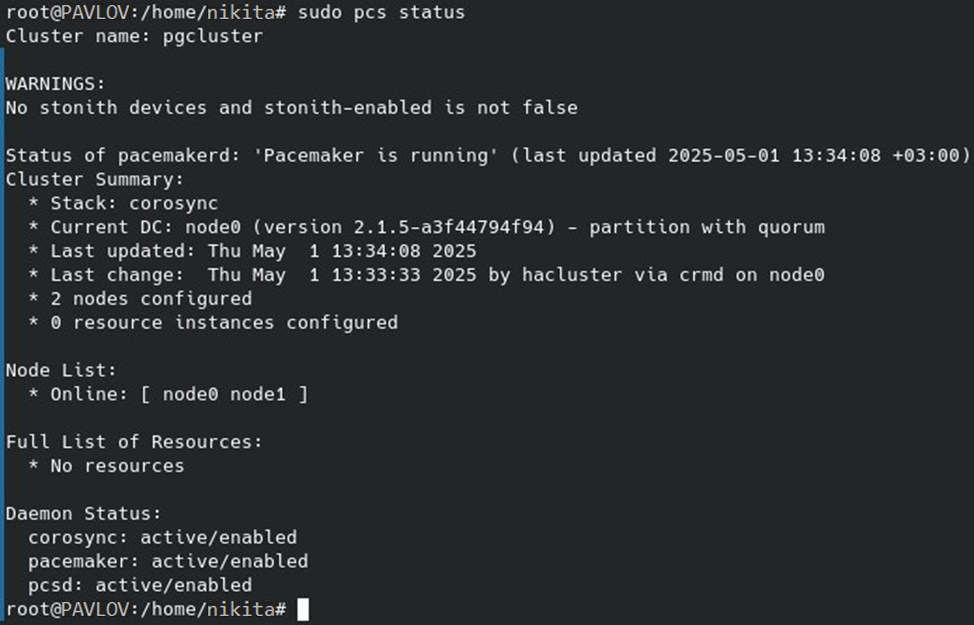 root@PAVLOV:/home/nikita# sudo pcs status
Cluster name: pgcluster
WARNINGS:
No stonith devices and stonith-enabled is not false
Status of pacemakerd: 'Pacemaker is running' (last updated 2025-05-01 13:34:08 +03:00)
Cluster Summary:
  * Stack: corosync
  * Current DC: node0 (version 2.1.5-a3f44794f94) - partition with quorum
  * Last updated: Thu May  1 13:34:08 2025
  * Last change:  Thu May  1 13:33:33 2025 by hacluster via crmd on node0
  * 2 nodes configured
  * 0 resource instances configured
Node List:
  * Online: [ node0 node1 ]
Full List of Resources:
  * No resources
Daemon Status:
  corosync: active/enabled
  pacemaker: active/enabled
  pcsd: active/enabled
root@PAVLOV:/home/nikita#